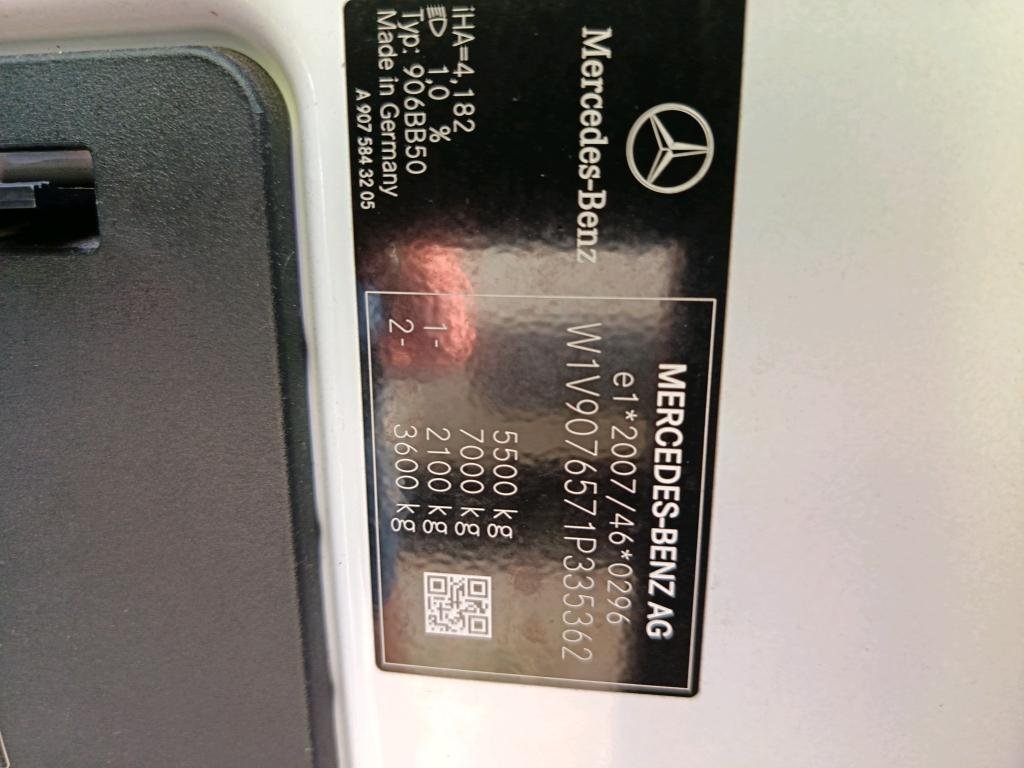 Mercedes-Benz
iHA=4,182
1,0 %
Typ: 906BB50
Made in Germany
A 907 584 32 05
MERCEDES-BENZ AG
e1*2007/46*0296
W1V9076571P335362
5500 kg
7000 kg
1- 2100 kg
2- 3600 kg